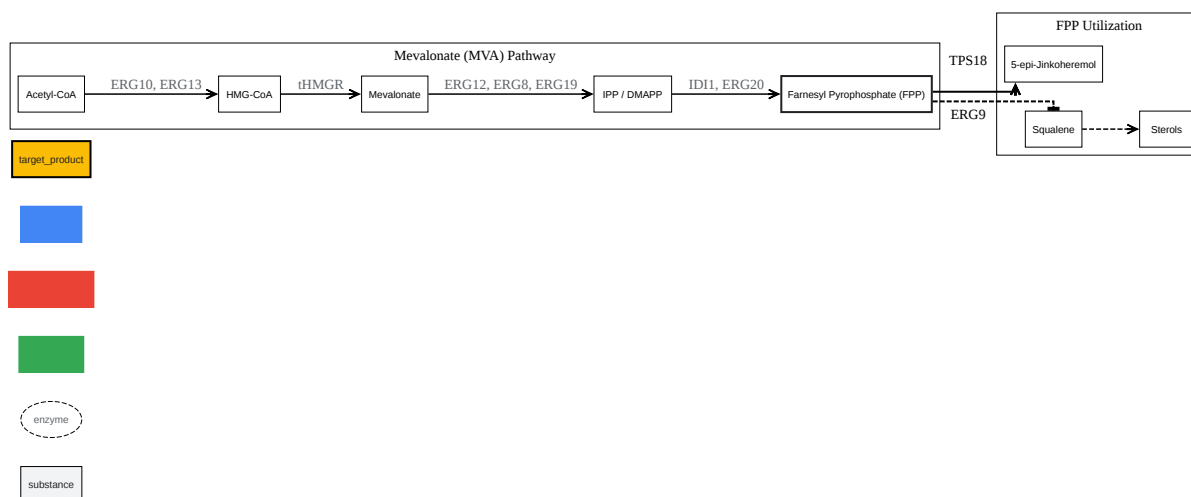 FPP Utilization
Mevalonate (MVA) Pathway
TPS18
5-epi-Jinkoheremol
Acetyl-CoA
ERG10, ERG13
HMG-CoA
tHMGR
Mevalonate
ERG12, ERG8, ERG19
IPP / DMAPP
IDI1, ERG20
Farnesyl Pyrophosphate (FPP)
ERG9
Squalene
Sterols
target_product
enzyme
substance